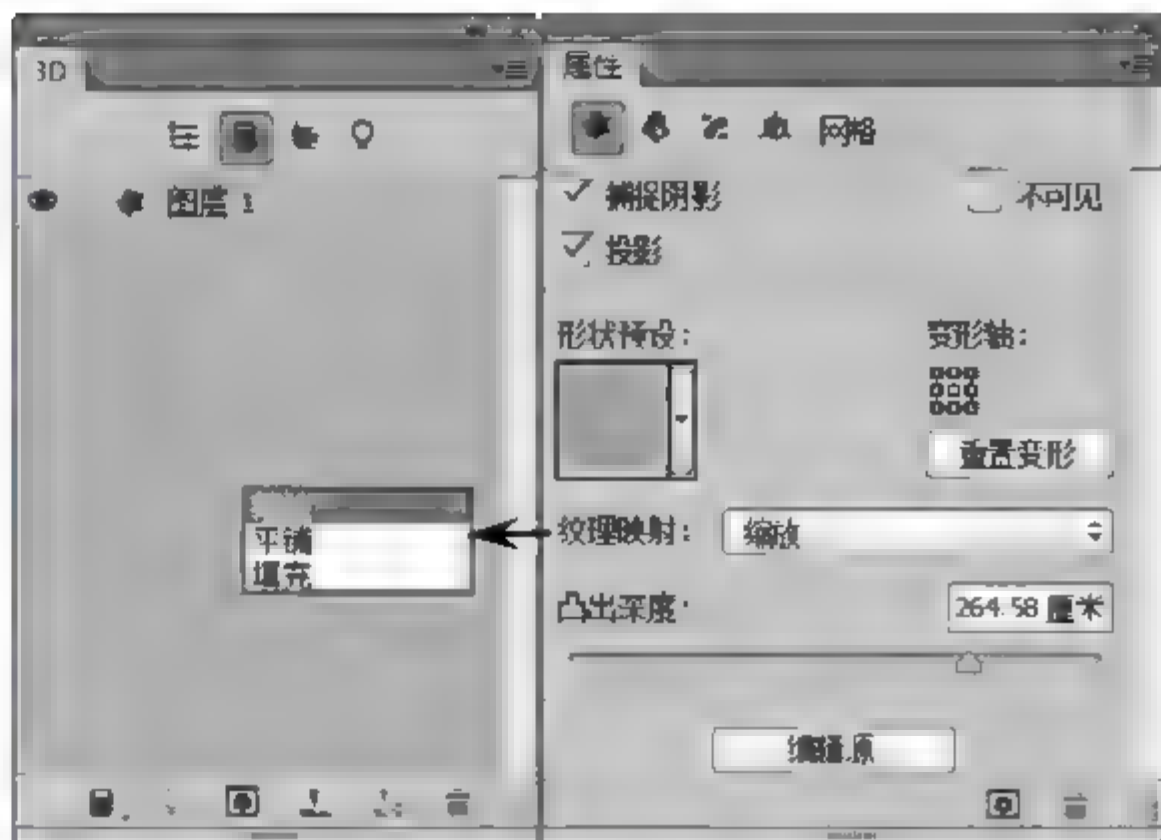 3D
图层 1
平铺
填充
属性
网格
捕捉阴影
不可见
投影
形状预设：
变形轴：
重置变形
纹理映射：
缩放
凸出深度：
264.58 厘米
编辑源